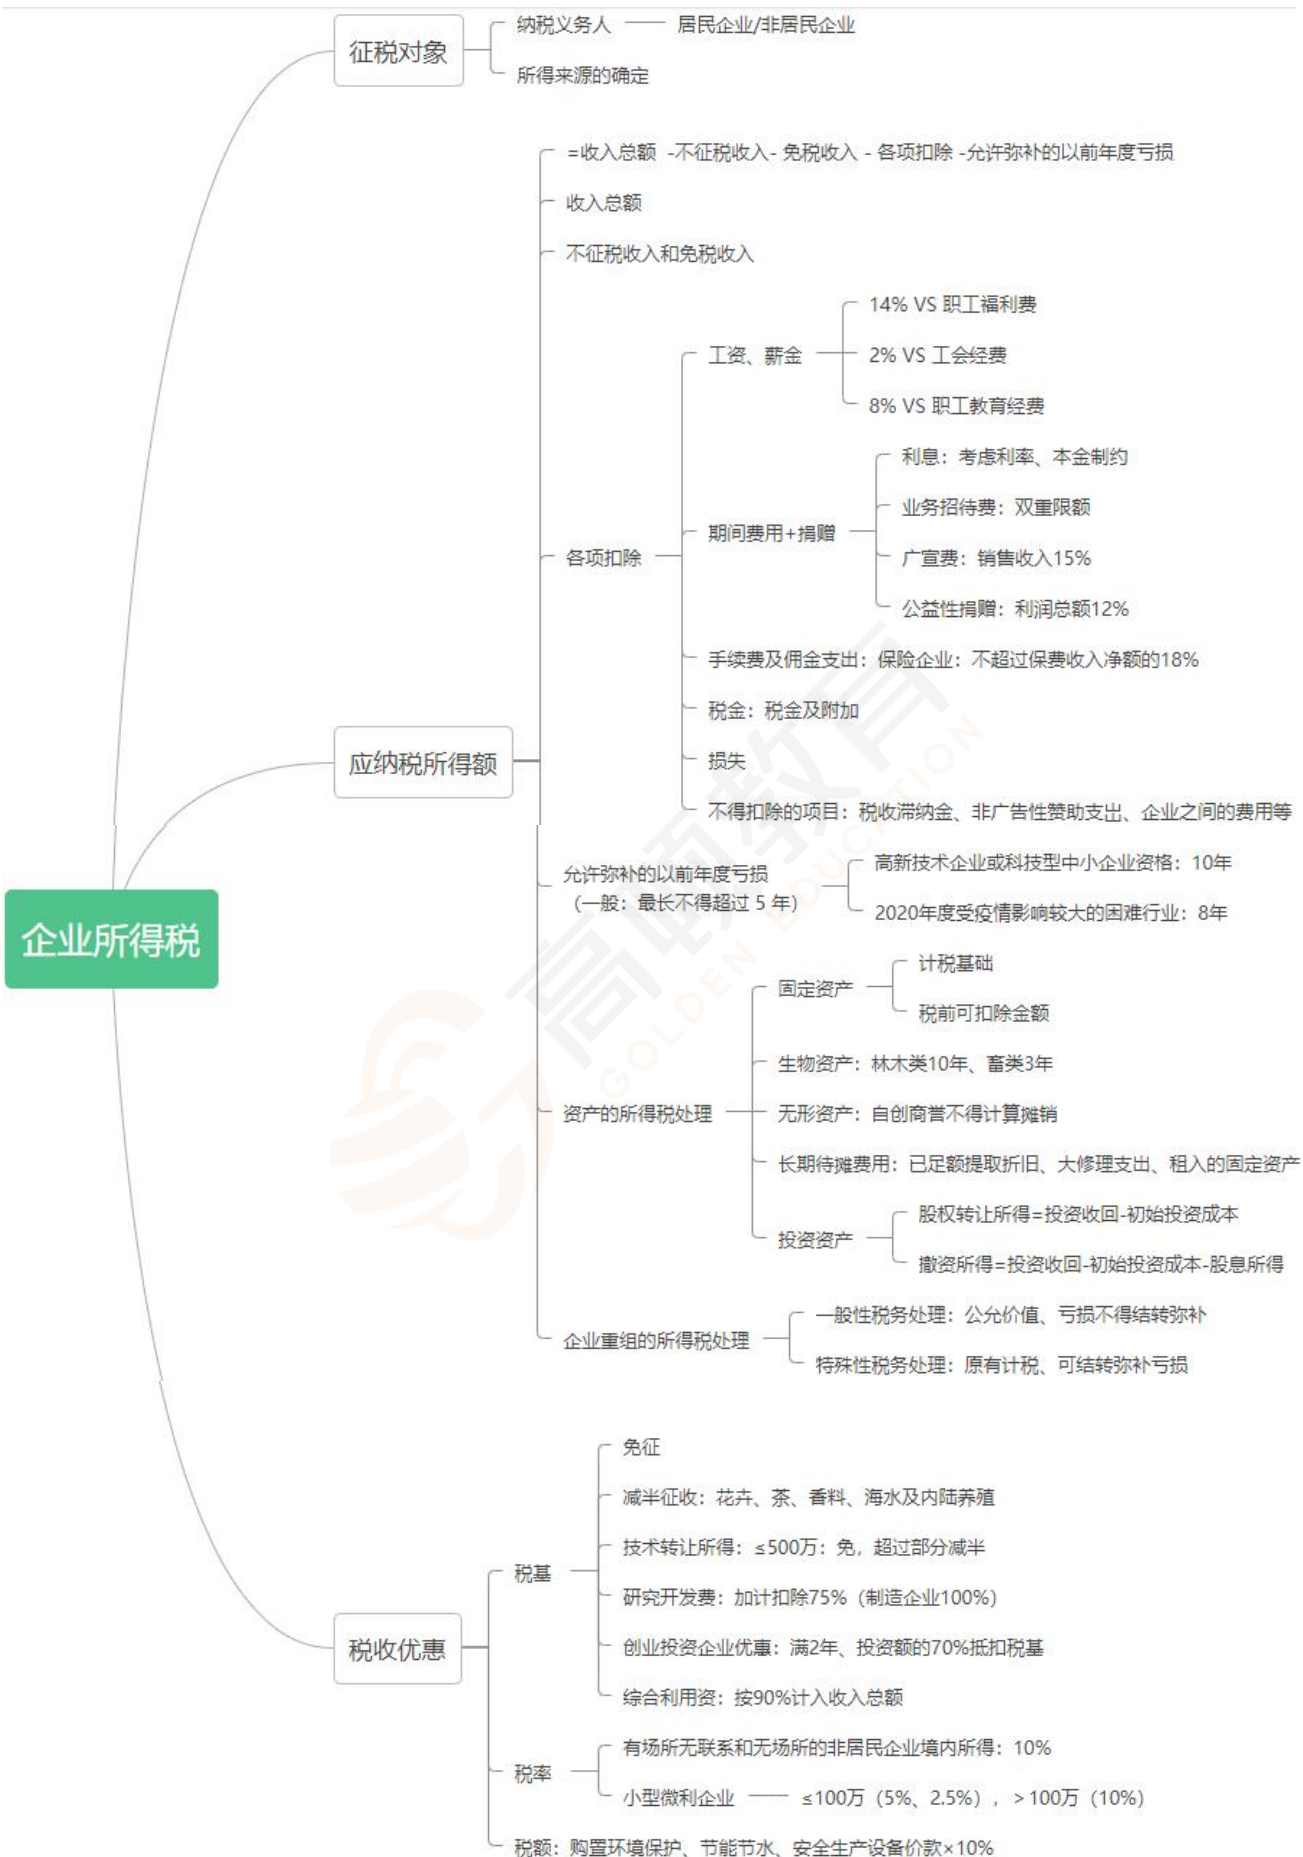 征税对象
纳税义务人
居民企业/非居民企业
所得来源的确定
=收入总额 -不征税收入- 免税收入 - 各项扣除 -允许弥补的以前年度亏损
收入总额
不征税收入和免税收入
14% VS 职工福利费
工资、薪金
2% VS 工会经费
8% VS 职工教育经费
利息：考虑利率、本金制约
业务招待费：双重限额
期间费用+捐赠
广宣费：销售收入15%
各项扣除
公益性捐赠：利润总额12%
手续费及佣金支出：保险企业：不超过保费收入净额的18%
税金：税金及附加
应纳税所得额
损失
不得扣除的项目：税收滞纳金、非广告性赞助支出、企业之间的费用等
允许弥补的以前年度亏损
（一般：最长不得超过 5 年）
高新技术企业或科技型中小企业资格：10年
2020年度受疫情影响较大的困难行业：8年
企业所得税
计税基础
固定资产
税前可扣除金额
生物资产：林木类10年、畜类3年
资产的所得税处理
无形资产：自创商誉不得计算摊销
长期待摊费用：已足额提取折旧、大修理支出、租入的固定资产
股权转让所得=投资收回-初始投资成本
投资资产
撤资所得=投资收回-初始投资成本-股息所得
一般性税务处理：公允价值、亏损不得结转弥补
企业重组的所得税处理
特殊性税务处理：原有计税、可结转弥补亏损
免征
减半征收：花卉、茶、香料、海水及内陆养殖
技术转让所得：≤500万：免，超过部分减半
税基
研究开发费：加计扣除75%（制造企业100%）
税收优惠
创业投资企业优惠：满2年、投资额的70%抵扣税基
综合利用资：按90%计入收入总额
有场所无联系和无场所的非居民企业境内所得：10%
税率
小型微利企业
≤100万（5%、2.5%），＞100万（10%）
税额：购置环境保护、节能节水、安全生产设备价款×10%
高顿教育
GOLDEN EDUCATION